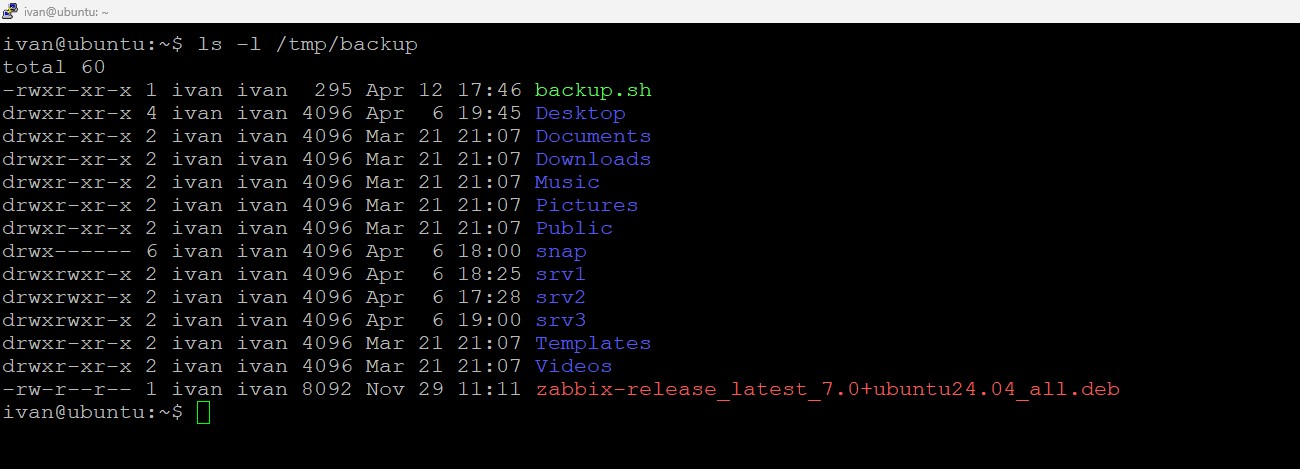 ivan@ubuntu: ~
ivan@ubuntu:~$ ls -l /tmp/backup
total 60
-rwxr-xr-x 1 ivan ivan  295 Apr 12 17:46 backup.sh
drwxr-xr-x 4 ivan ivan 4096 Apr  6 19:45 Desktop
drwxr-xr-x 2 ivan ivan 4096 Mar 21 21:07 Documents
drwxr-xr-x 2 ivan ivan 4096 Mar 21 21:07 Downloads
drwxr-xr-x 2 ivan ivan 4096 Mar 21 21:07 Music
drwxr-xr-x 2 ivan ivan 4096 Mar 21 21:07 Pictures
drwxr-xr-x 2 ivan ivan 4096 Mar 21 21:07 Public
drwx------ 6 ivan ivan 4096 Apr  6 18:00 snap
drwxrwxr-x 2 ivan ivan 4096 Apr  6 18:25 srv1
drwxrwxr-x 2 ivan ivan 4096 Apr  6 17:28 srv2
drwxrwxr-x 2 ivan ivan 4096 Apr  6 19:00 srv3
drwxr-xr-x 2 ivan ivan 4096 Mar 21 21:07 Templates
drwxr-xr-x 2 ivan ivan 4096 Mar 21 21:07 Videos
-rw-r--r-- 1 ivan ivan 8092 Nov 29 11:11 zabbix-release_latest_7.0+ubuntu24.04_all.deb
ivan@ubuntu:~$